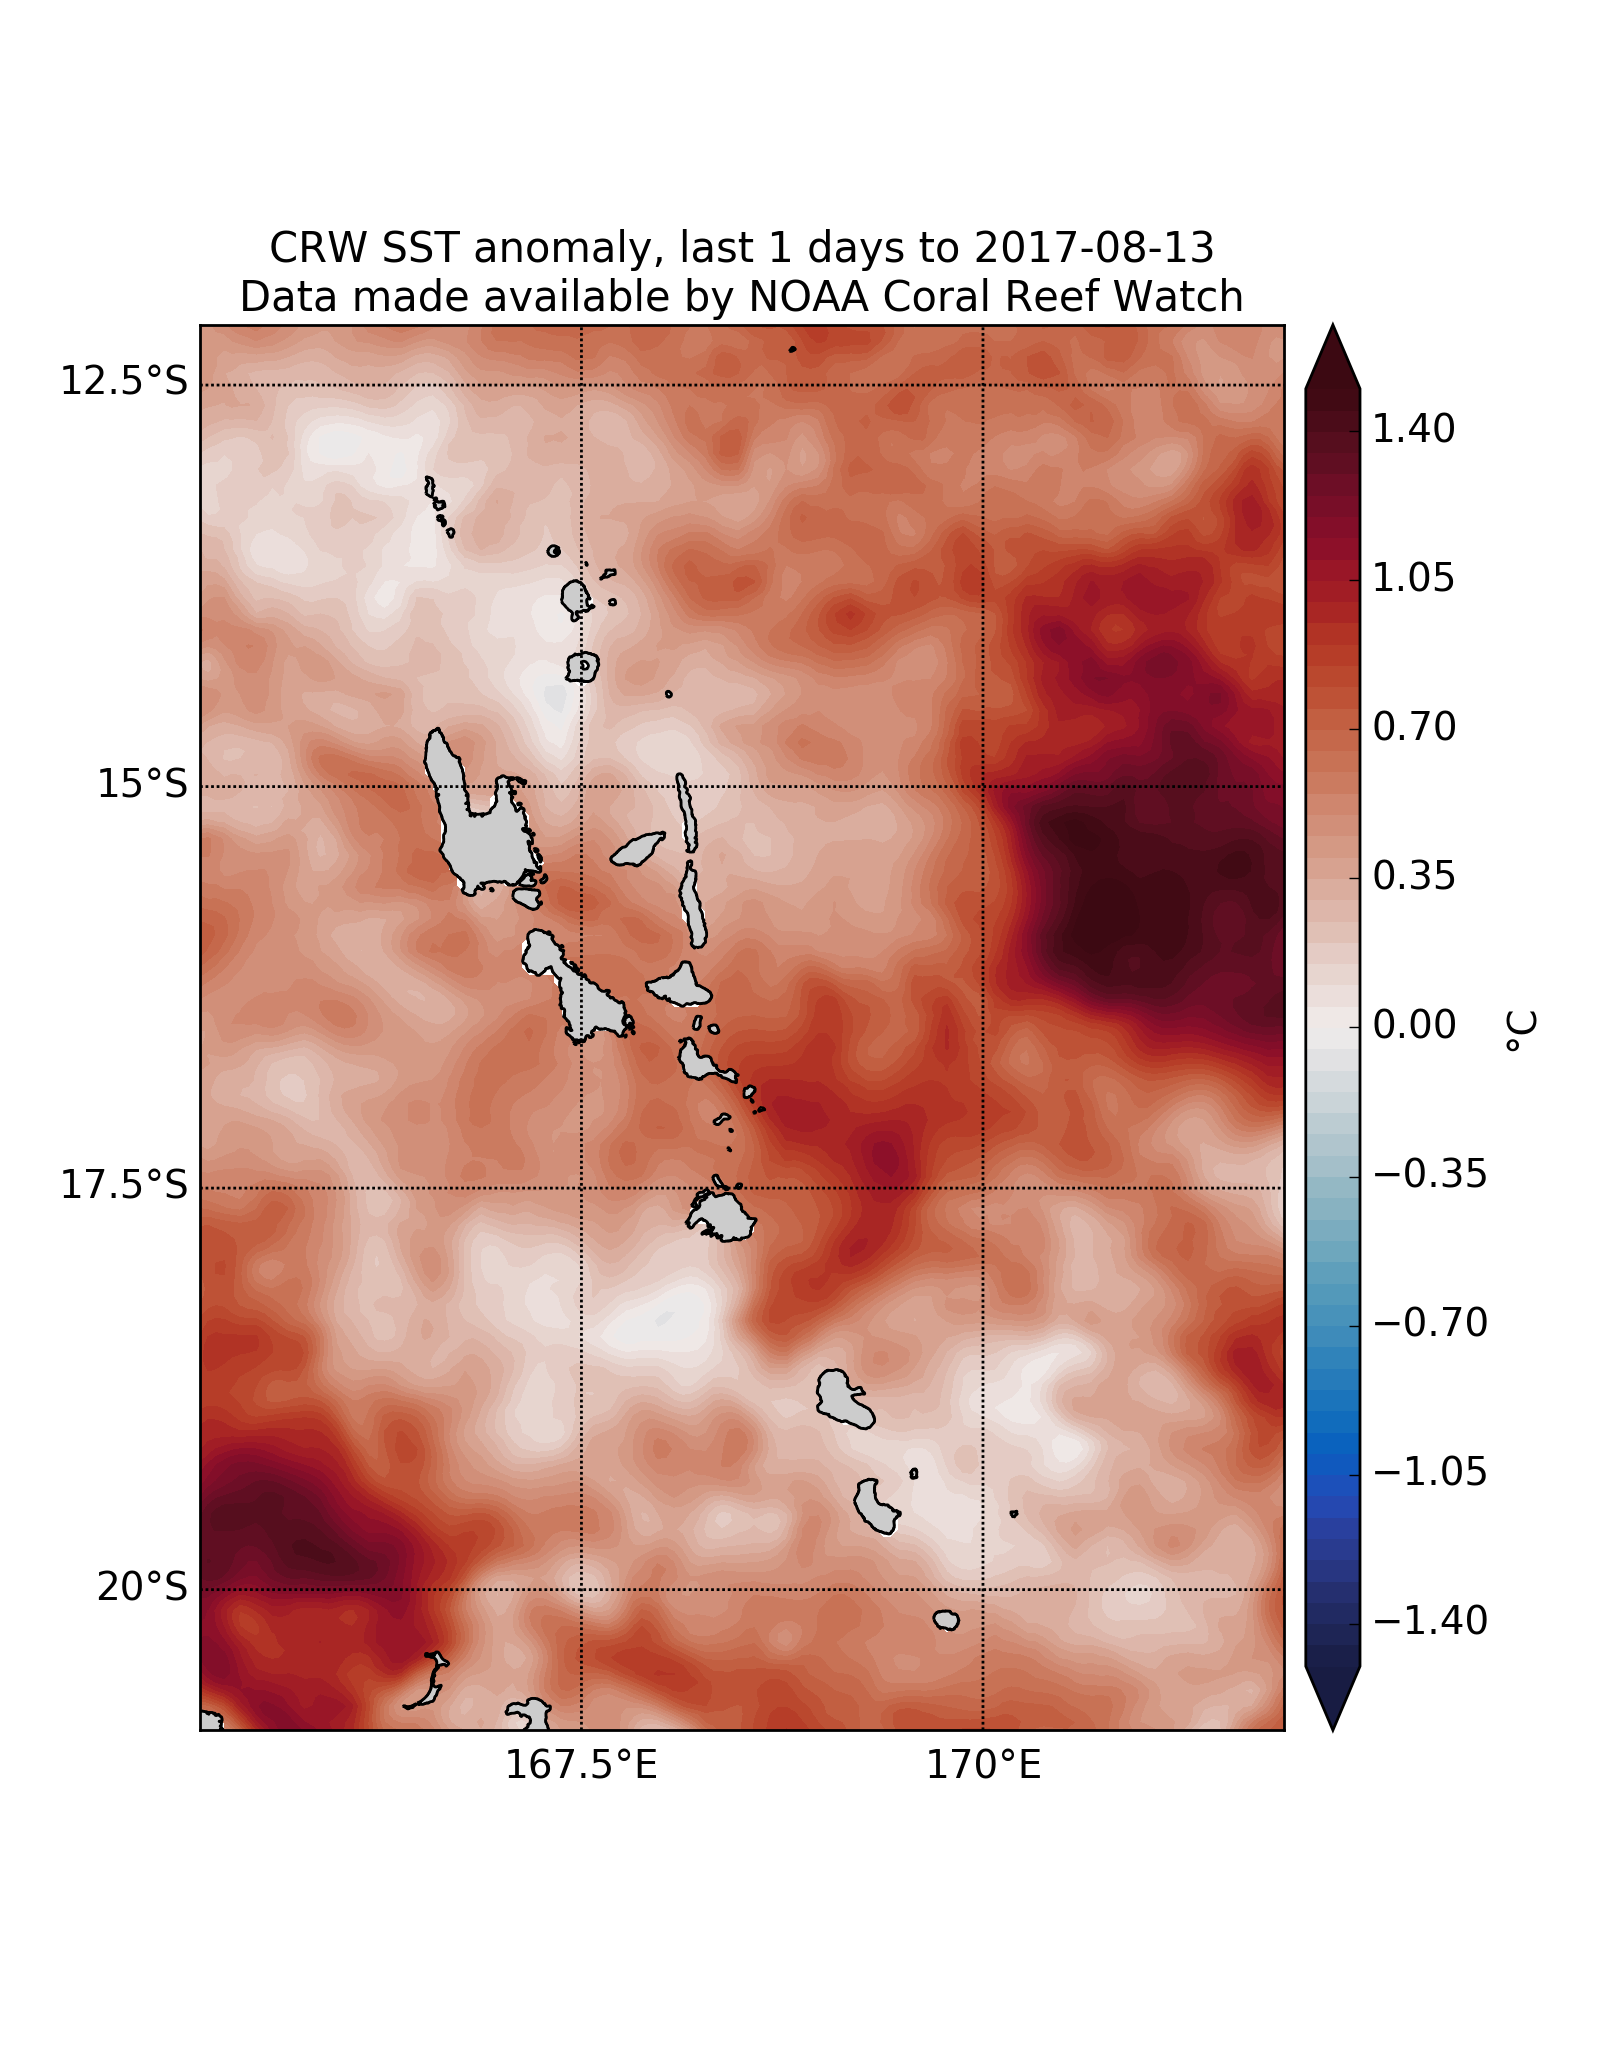 CRW SST anomaly, last 1 days to 2017-08-13
Data made available by NOAA Coral Reef Watch
12.5°S
15°S
17.5°S
20°S
167.5°E
170°E
1.40
1.05
0.70
0.35
0.00
−0.35
−0.70
−1.05
−1.40
°C